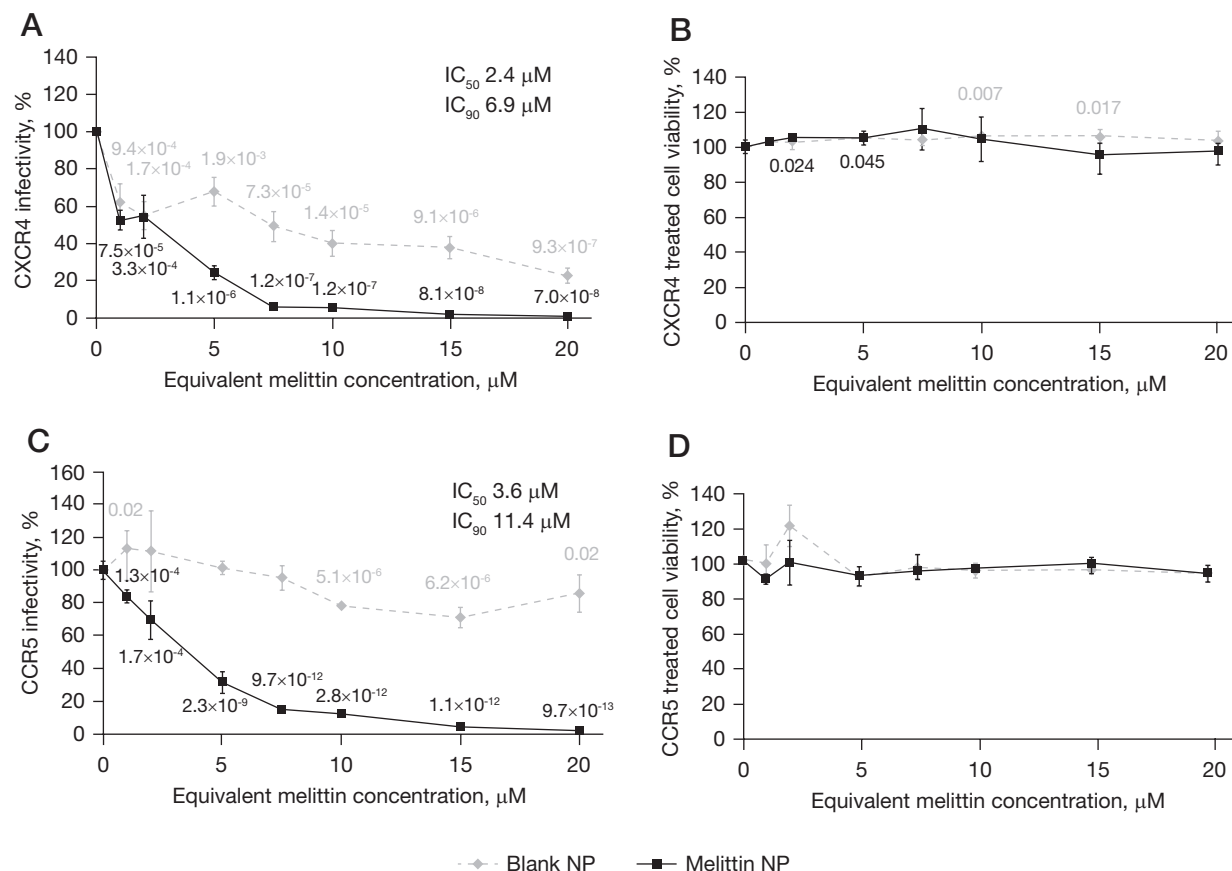 A
140
120
100
80
60
40
20
0
CXCR4 infectivity, %
IC₅₀ 2.4 μM
IC₉₀ 6.9 μM
9.4×10⁻⁴
1.7×10⁻⁴
1.9×10⁻³
7.3×10⁻⁵
1.4×10⁻⁵
9.1×10⁻⁶
9.3×10⁻⁷
7.5×10⁻⁵
3.3×10⁻⁴
1.1×10⁻⁶
1.2×10⁻⁷
1.2×10⁻⁷
8.1×10⁻⁸
7.0×10⁻⁸
0 5 10 15 20
Equivalent melittin concentration, μM
B
140
120
100
80
60
40
20
0
CXCR4 treated cell viability, %
0.007
0.017
0.024
0.045
0 5 10 15 20
Equivalent melittin concentration, μM
C
160
140
120
100
80
60
40
20
0
CCR5 infectivity, %
IC₅₀ 3.6 μM
IC₉₀ 11.4 μM
0.02
0.02
1.3×10⁻⁴
5.1×10⁻⁶
6.2×10⁻⁶
1.7×10⁻⁴
2.3×10⁻⁹
9.7×10⁻¹²
2.8×10⁻¹²
1.1×10⁻¹²
9.7×10⁻¹³
0 5 10 15 20
Equivalent melittin concentration, μM
D
140
120
100
80
60
40
20
0
CCR5 treated cell viability, %
0 5 10 15 20
Equivalent melittin concentration, μM
Blank NP Melittin NP